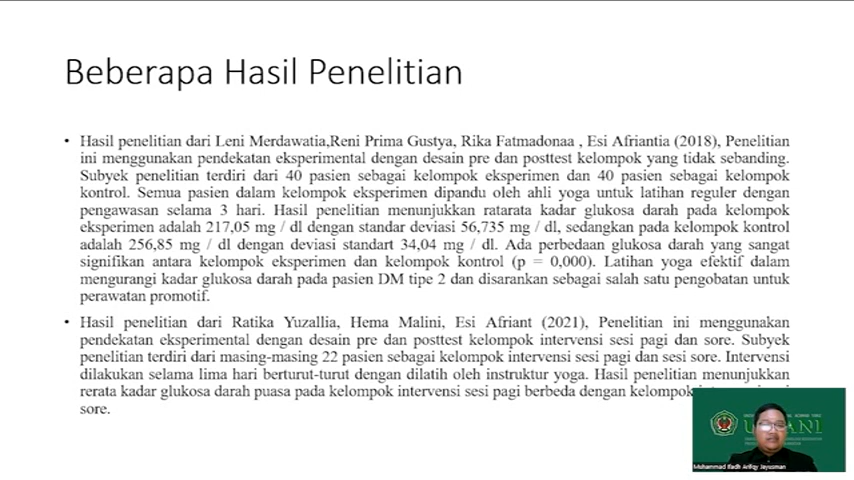 Beberapa Hasil Penelitian
• Hasil penelitian dari Leni Merdawatia,Reni Prima Gustya, Rika Fatmadonaa , Esi Afriantia (2018), Penelitian
ini menggunakan pendekatan eksperimental dengan desain pre dan posttest kelompok yang tidak sebanding.
Subyek penelitian terdiri dari 40 pasien sebagai kelompok eksperimen dan 40 pasien sebagai kelompok
kontrol. Semua pasien dalam kelompok eksperimen dipandu oleh ahli yoga untuk latihan reguler dengan
pengawasan selama 3 hari. Hasil penelitian menunjukkan ratarata kadar glukosa darah pada kelompok
eksperimen adalah 217,05 mg / dl dengan standar deviasi 56,735 mg / dl, sedangkan pada kelompok kontrol
adalah 256,85 mg / dl dengan deviasi standart 34,04 mg / dl. Ada perbedaan glukosa darah yang sangat
signifikan antara kelompok eksperimen dan kelompok kontrol (p = 0,000). Latihan yoga efektif dalam
mengurangi kadar glukosa darah pada pasien DM tipe 2 dan disarankan sebagai salah satu pengobatan untuk
perawatan promotif.
• Hasil penelitian dari Ratika Yuzallia, Hema Malini, Esi Afriant (2021), Penelitian ini menggunakan
pendekatan eksperimental dengan desain pre dan posttest kelompok intervensi sesi pagi dan sore. Subyek
penelitian terdiri dari masing-masing 22 pasien sebagai kelompok intervensi sesi pagi dan sesi sore. Intervensi
dilakukan selama lima hari berturut-turut dengan dilatih oleh instruktur yoga. Hasil penelitian menunjukkan
rerata kadar glukosa darah puasa pada kelompok intervensi sesi pagi berbeda dengan kelompok
sore.
Muhammad Ifadh Arifqy Jayusman